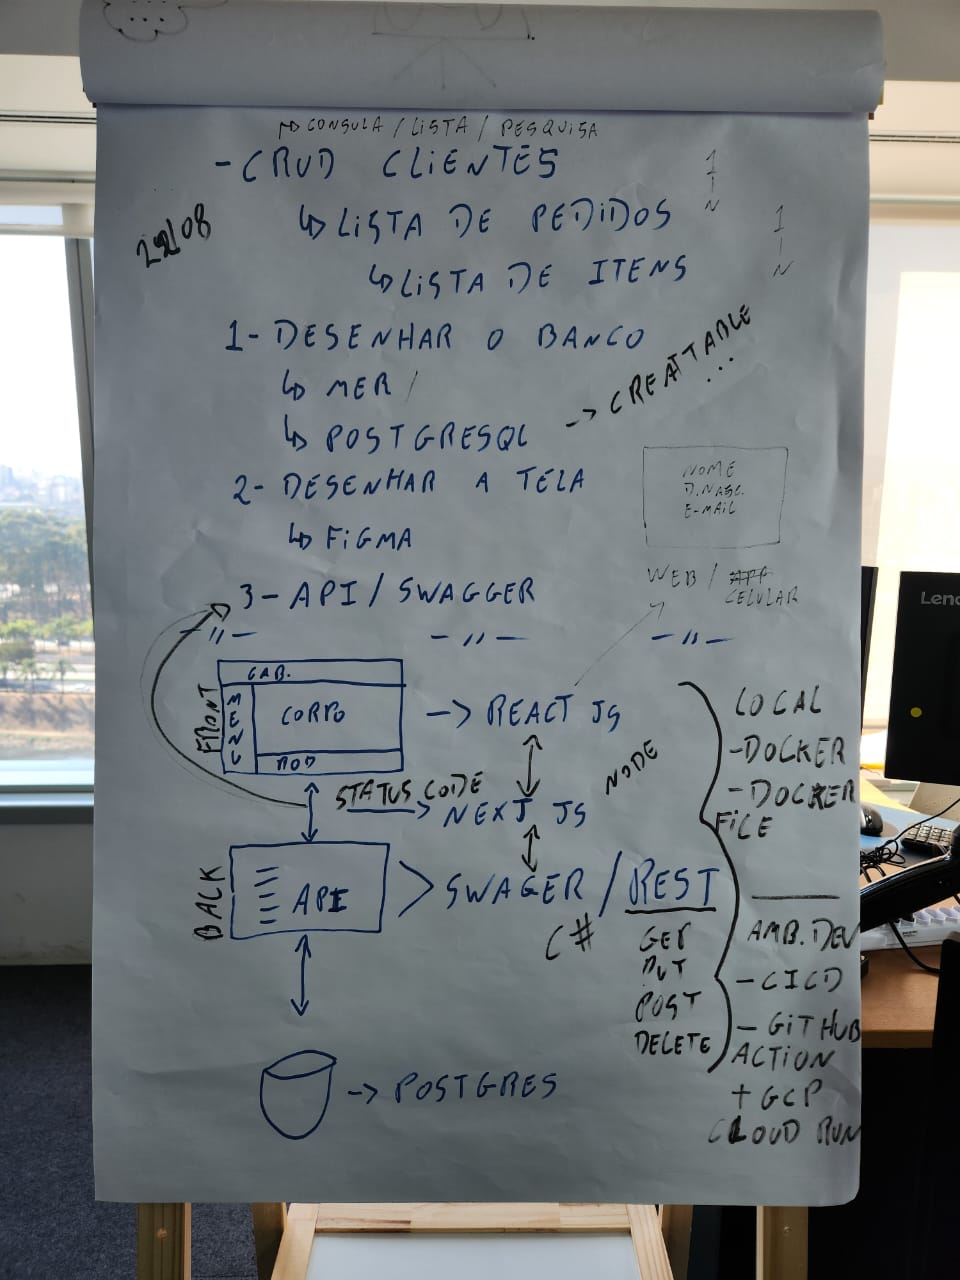 → CONSULA / LISTA / PESQUISA
- CRUD CLIENTES
1
N
22/08
↳ LISTA DE PEDIDOS
1
N
↳ LISTA DE ITENS
1- DESENHAR O BANCO
↳ MER /
↳ POSTGRESQL → CREATTABLE ...
2- DESENHAR A TELA
↳ FIGMA
NOME
D.NASC.
E-MAIL
WEB / APP
CELULAR
3- API / SWAGGER
- " - - " - - " -
FRONT
CAB.
MENU
CORPO
ROD
→ REACT JS
NODE
STATUS CODE
→ NEXT JS
BACK
API
> SWAGER / REST
C#
GET
PUT
POST
DELETE
→ POSTGRES
LOCAL
- DOCKER
- DOCKER
FILE
AMB. DEV
- CICD
- GITHUB
ACTION
+ GCP
CLOUD RUN
Leno